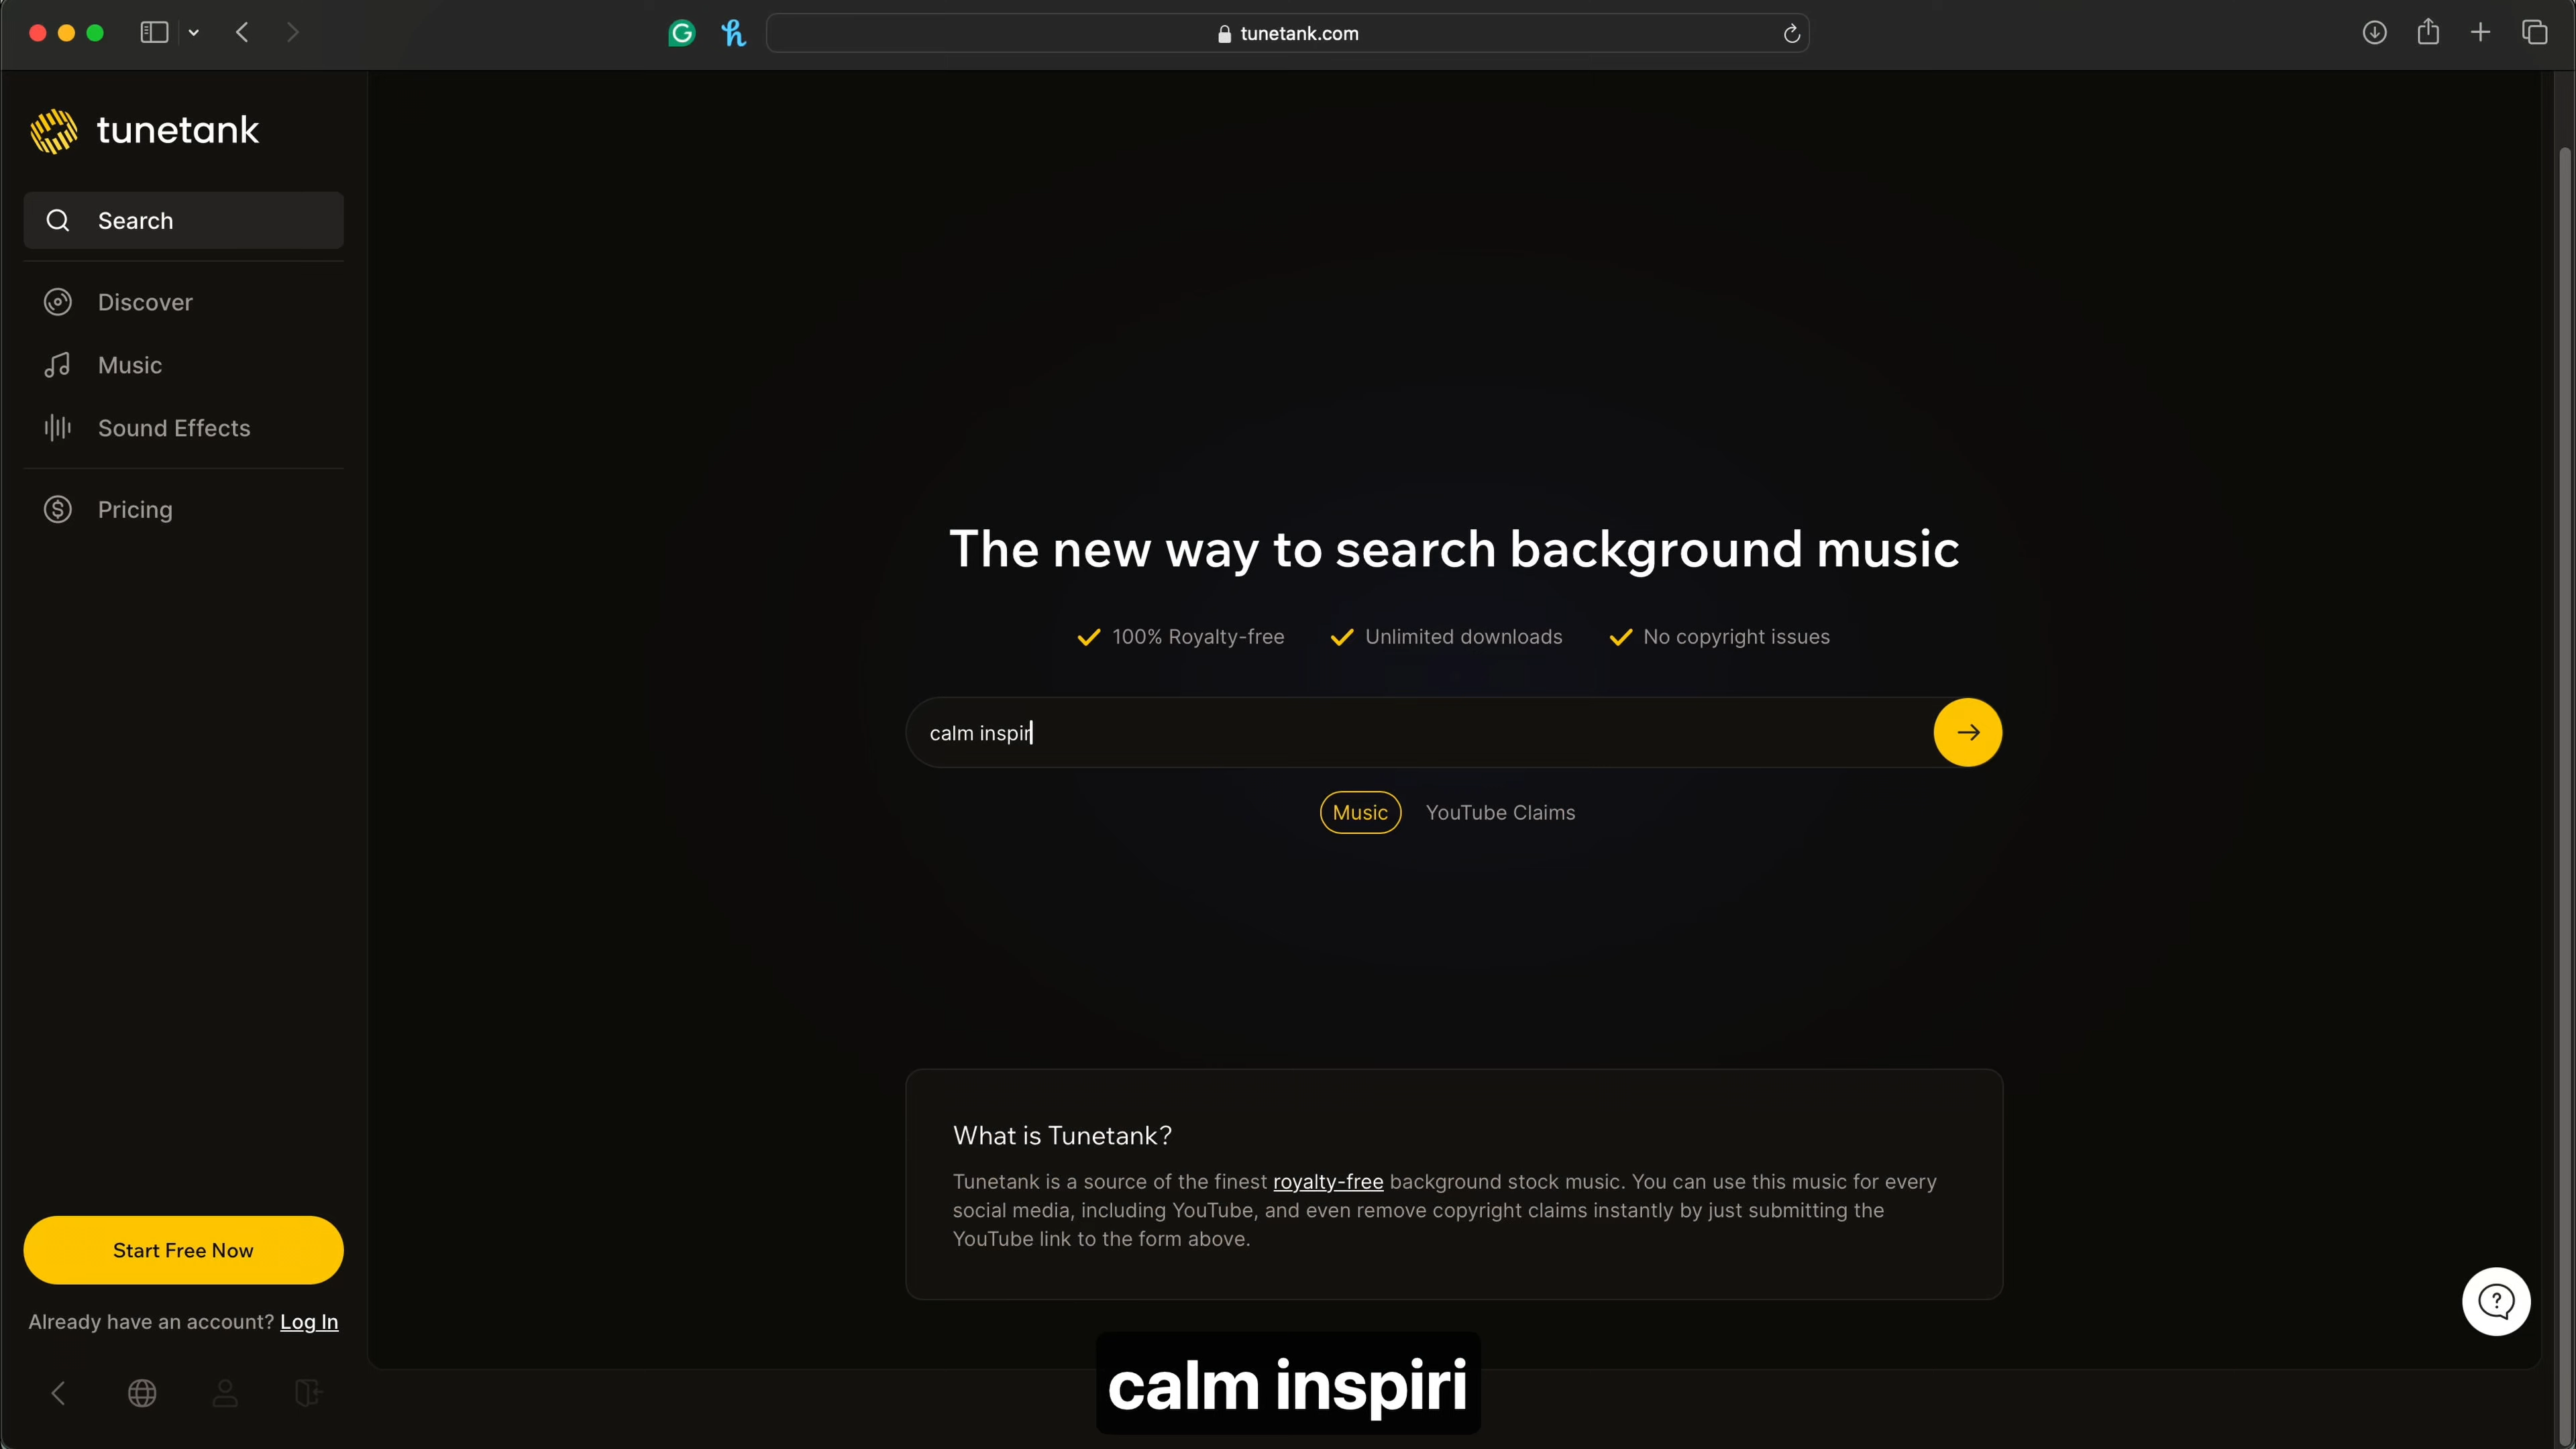 tunetank.com
tunetank
Search
Discover
Music
Sound Effects
Pricing
The new way to search background music
100% Royalty-free
Unlimited downloads
No copyright issues
calm inspir
Music
YouTube Claims
What is Tunetank?
Tunetank is a source of the finest royalty-free background stock music. You can use this music for every
social media, including YouTube, and even remove copyright claims instantly by just submitting the
YouTube link to the form above.
Start Free Now
Already have an account? Log In
calm inspiri